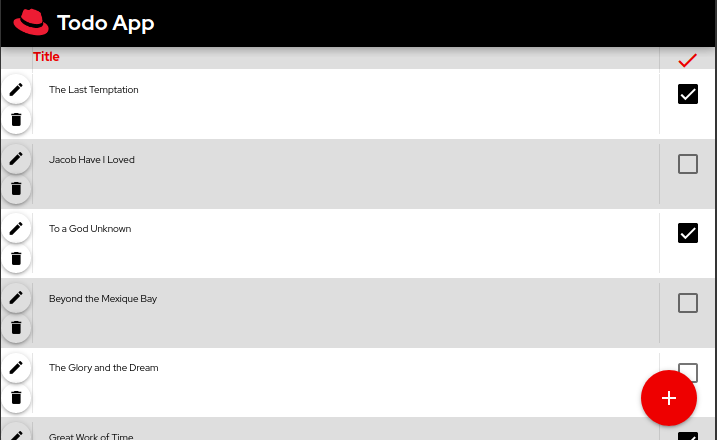 Todo App
Title
The Last Temptation
Jacob Have I Loved
To a God Unknown
Beyond the Mexique Bay
The Glory and the Dream
Great Work of Time